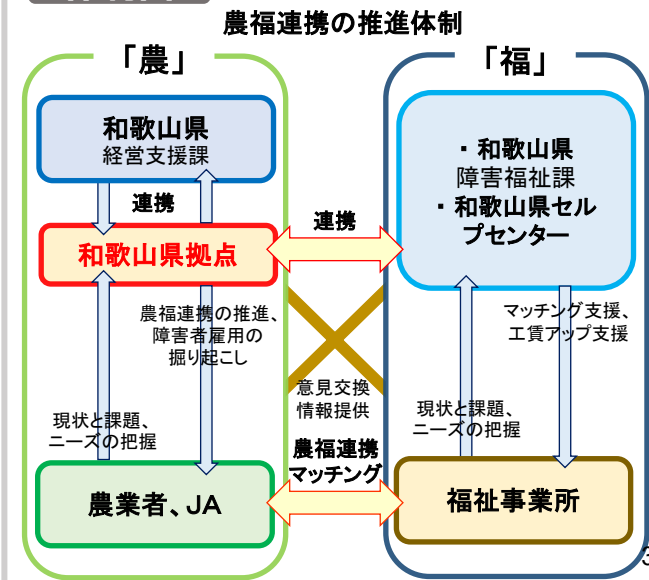 農福連携の推進体制
「農」
「福」
和歌山県
経営支援課
・和歌山県
障害福祉課
・和歌山県セル
プセンター
連携
連携
和歌山県拠点
農福連携の推進、
障害者雇用の
掘り起こし
マッチング支援、
工賃アップ支援
意見交換
情報提供
現状と課題、
ニーズの把握
現状と課題、
ニーズの把握
農福連携
マッチング
農業者、JA
福祉事業所